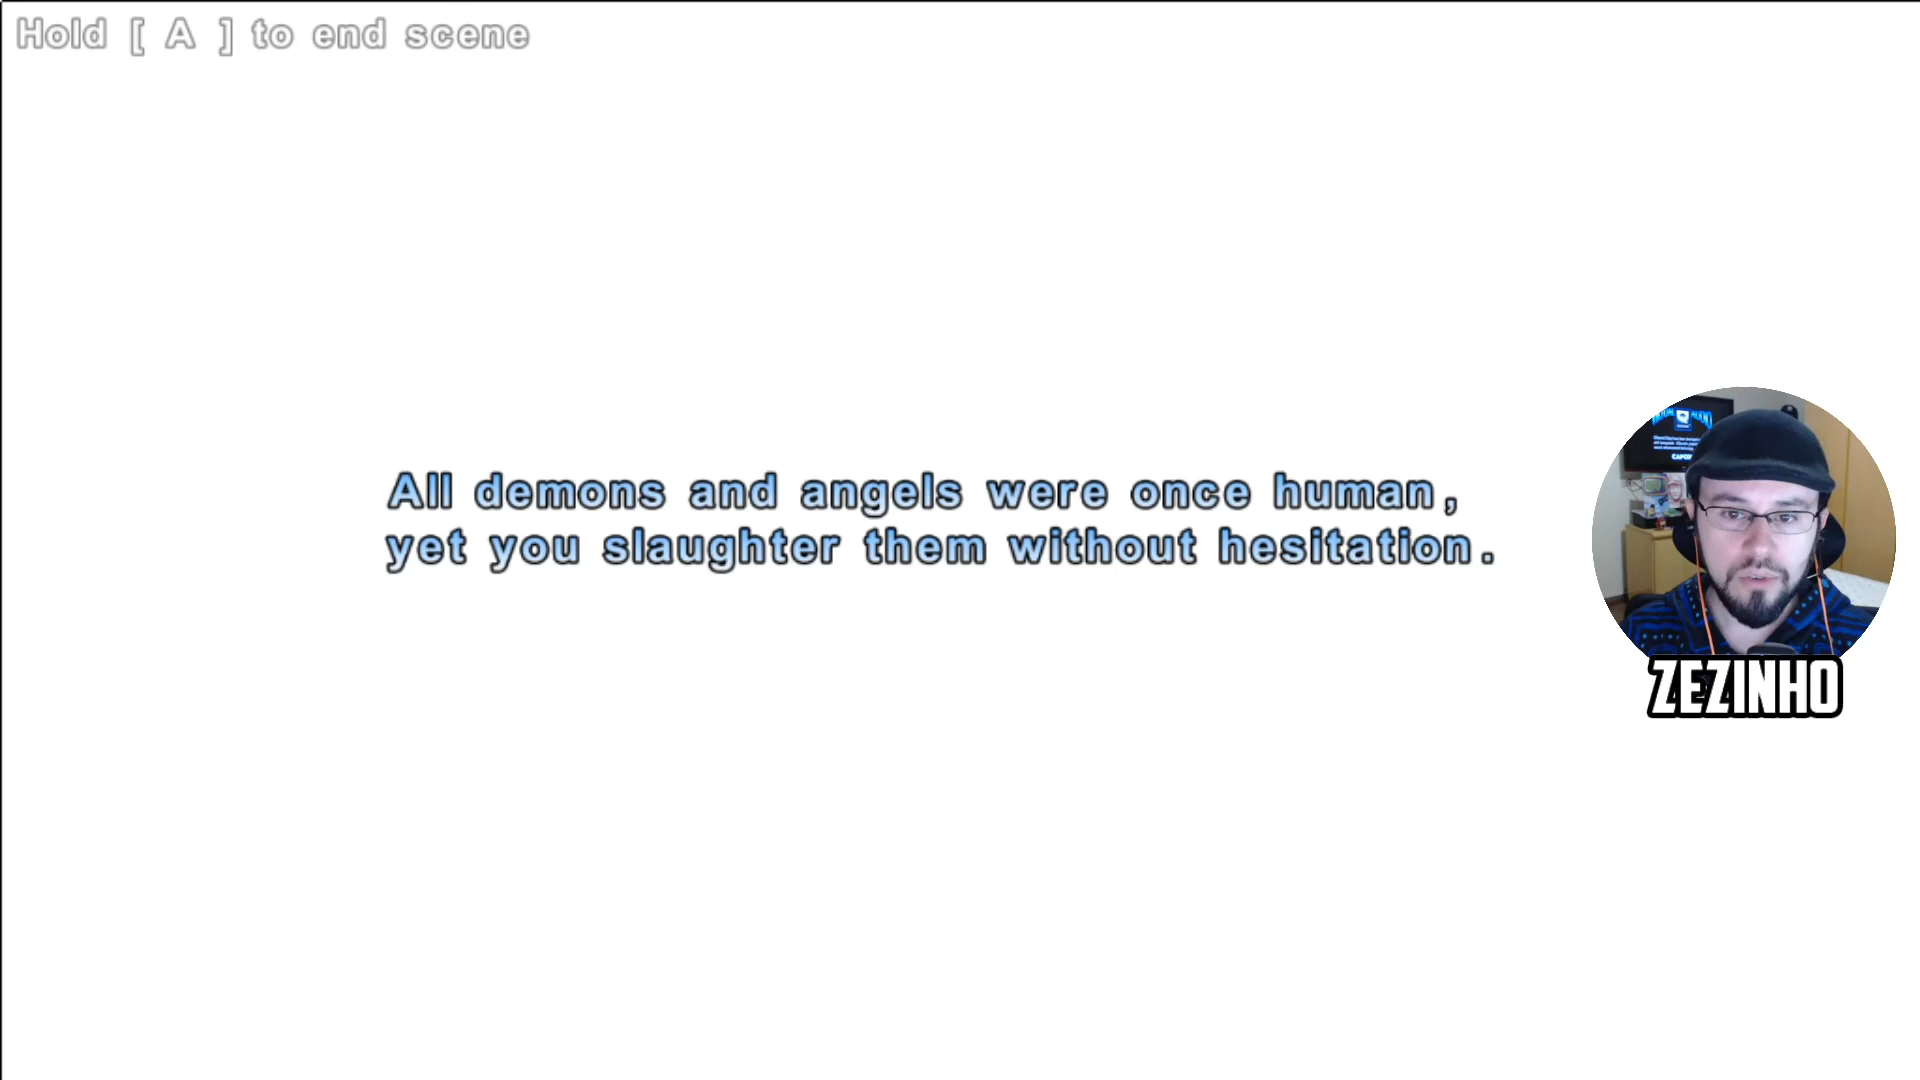 Hold [ A ] to end scene
All demons and angels were once human,
yet you slaughter them without hesitation.
ZEZINHO